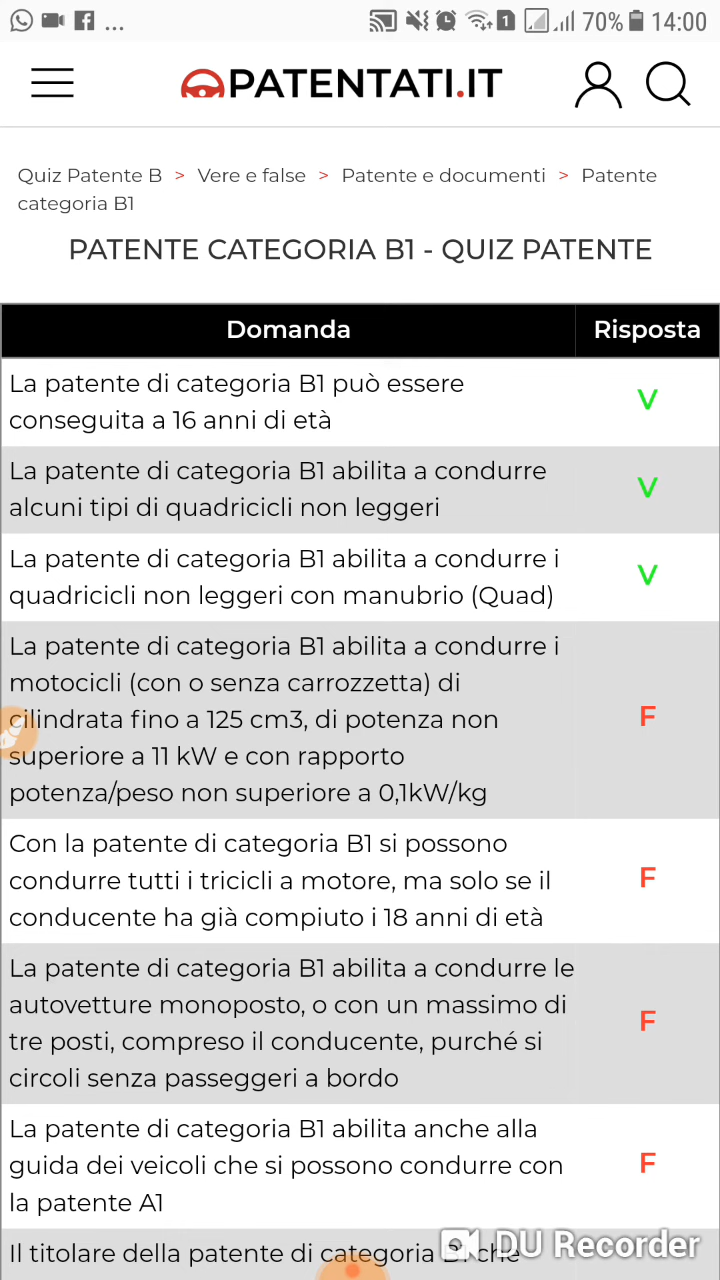 ... 1 70% 14:00
PATENTATI.IT
Quiz Patente B > Vere e false > Patente e documenti > Patente
categoria B1
PATENTE CATEGORIA B1 - QUIZ PATENTE
Domanda Risposta
La patente di categoria B1 può essere
conseguita a 16 anni di età
V
La patente di categoria B1 abilita a condurre
alcuni tipi di quadricicli non leggeri
V
La patente di categoria B1 abilita a condurre i
quadricicli non leggeri con manubrio (Quad)
V
La patente di categoria B1 abilita a condurre i
motocicli (con o senza carrozzetta) di
cilindrata fino a 125 cm3, di potenza non
superiore a 11 kW e con rapporto
potenza/peso non superiore a 0,1kW/kg
F
Con la patente di categoria B1 si possono
condurre tutti i tricicli a motore, ma solo se il
conducente ha già compiuto i 18 anni di età
F
La patente di categoria B1 abilita a condurre le
autovetture monoposto, o con un massimo di
tre posti, compreso il conducente, purché si
circoli senza passeggeri a bordo
F
La patente di categoria B1 abilita anche alla
guida dei veicoli che si possono condurre con
la patente A1
F
Il titolare della patente di categoria B1 che
DU Recorder